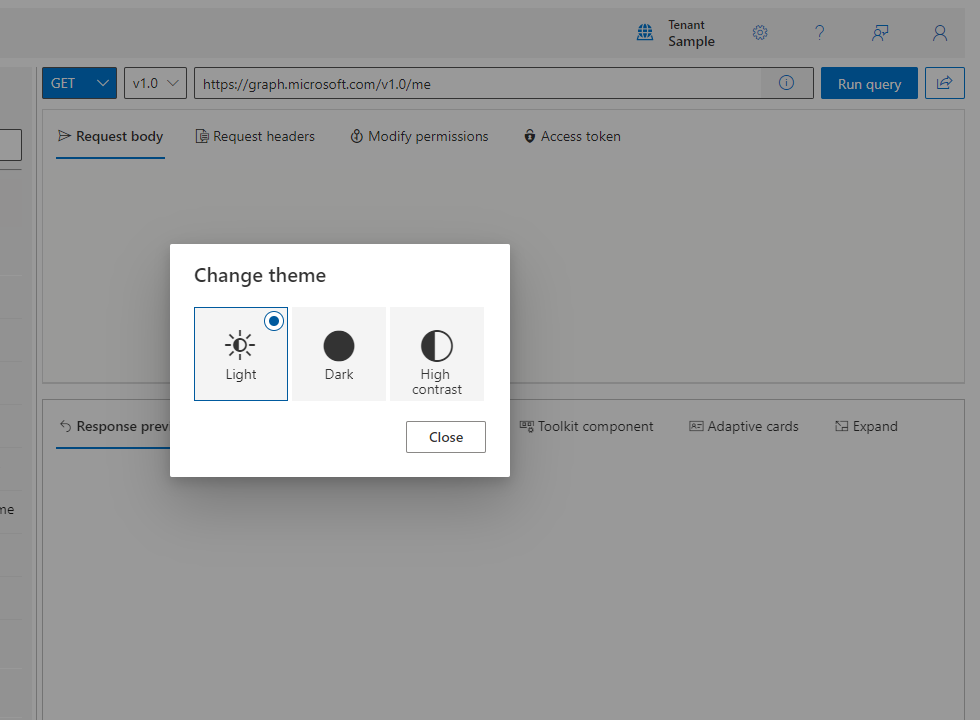 Tenant
Sample
GET
v1.0
https://graph.microsoft.com/v1.0/me
Run query
Request body
Request headers
Modify permissions
Access token
Change theme
Light
Dark
High
contrast
Close
Response prev
Toolkit component
Adaptive cards
Expand
me